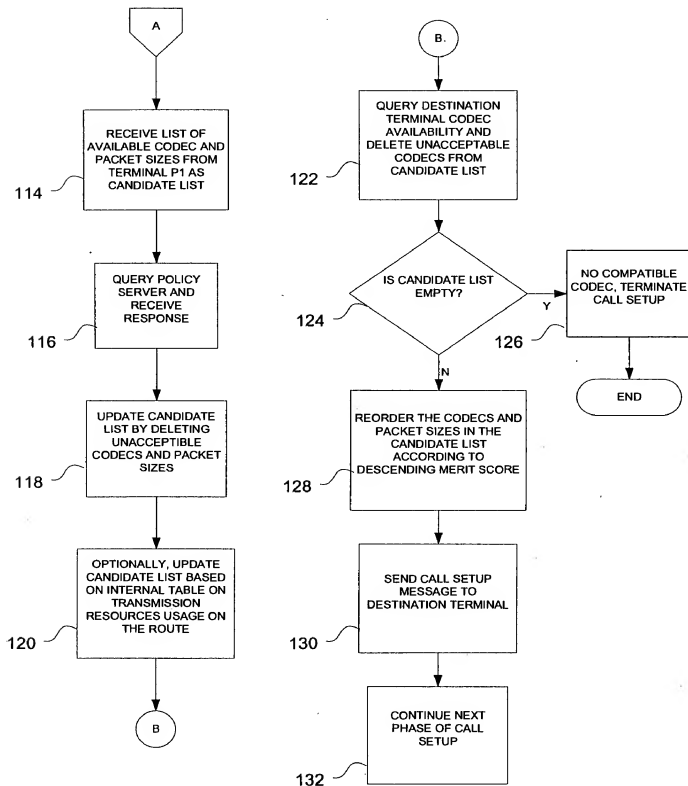 A
RECEIVE LIST OF
AVAILABLE CODEC AND
PACKET SIZES FROM
TERMINAL P1 AS
CANDIDATE LIST
114
QUERY POLICY
SERVER AND
RECEIVE
RESPONSE
116
UPDATE CANDIDATE
LIST BY DELETING
UNACCEPTIBLE
CODECS AND PACKET
SIZES
118
OPTIONALLY, UPDATE
CANDIDATE LIST BASED
ON INTERNAL TABLE ON
TRANSMISSION
RESOURCES USAGE ON
THE ROUTE
120
B
B.
QUERY DESTINATION
TERMINAL CODEC
AVAILABILITY AND
DELETE UNACCEPTABLE
CODECS FROM
CANDIDATE LIST
122
IS CANDIDATE LIST
EMPTY?
124
Y
NO COMPATIBLE
CODEC, TERMINATE
CALL SETUP
126
END
N
REORDER THE CODECS AND
PACKET SIZES IN THE
CANDIDATE LIST
ACCORDING TO
DESCENDING MERIT SCORE
128
SEND CALL SETUP
MESSAGE TO
DESTINATION TERMINAL
130
CONTINUE NEXT
PHASE OF CALL
SETUP
132